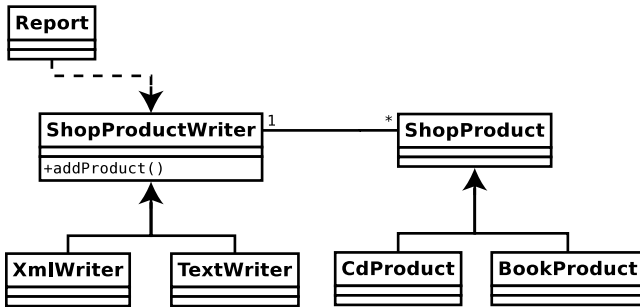 Report
ShopProductWriter
+addProduct()
1
*
ShopProduct
XmlWriter
TextWriter
CdProduct
BookProduct